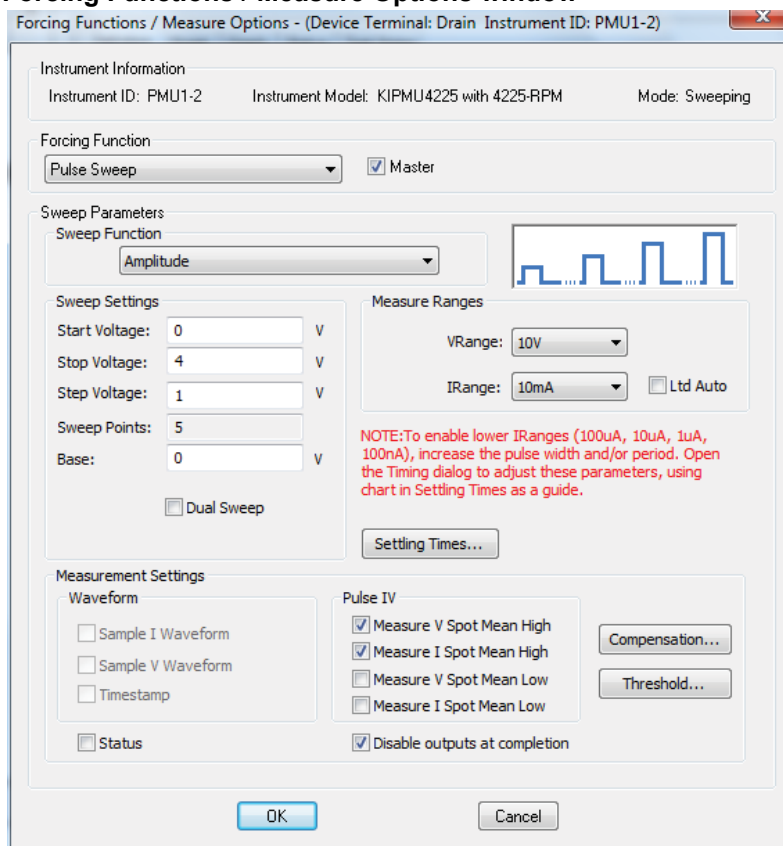 Forcing Functions / Measure Options window
Forcing Functions / Measure Options - (Device Terminal: Drain Instrument ID: PMU1-2)
Instrument Information
Instrument ID: PMU1-2 Instrument Model: KIPMU4225 with 4225-RPM Mode: Sweeping
Forcing Function
Pulse Sweep Master
Sweep Parameters
Sweep Function
Amplitude
Sweep Settings
Start Voltage: 0 V
Stop Voltage: 4 V
Step Voltage: 1 V
Sweep Points: 5
Base: 0 V
Dual Sweep
Measure Ranges
VRange: 10V
IRange: 10mA Ltd Auto
NOTE:To enable lower IRanges (100uA, 10uA, 1uA,
100nA), increase the pulse width and/or period. Open
the Timing dialog to adjust these parameters, using
chart in Settling Times as a guide.
Settling Times...
Measurement Settings
Waveform
Sample I Waveform
Sample V Waveform
Timestamp
Status
Pulse IV
Measure V Spot Mean High
Measure I Spot Mean High
Measure V Spot Mean Low
Measure I Spot Mean Low
Disable outputs at completion
Compensation...
Threshold...
OK Cancel